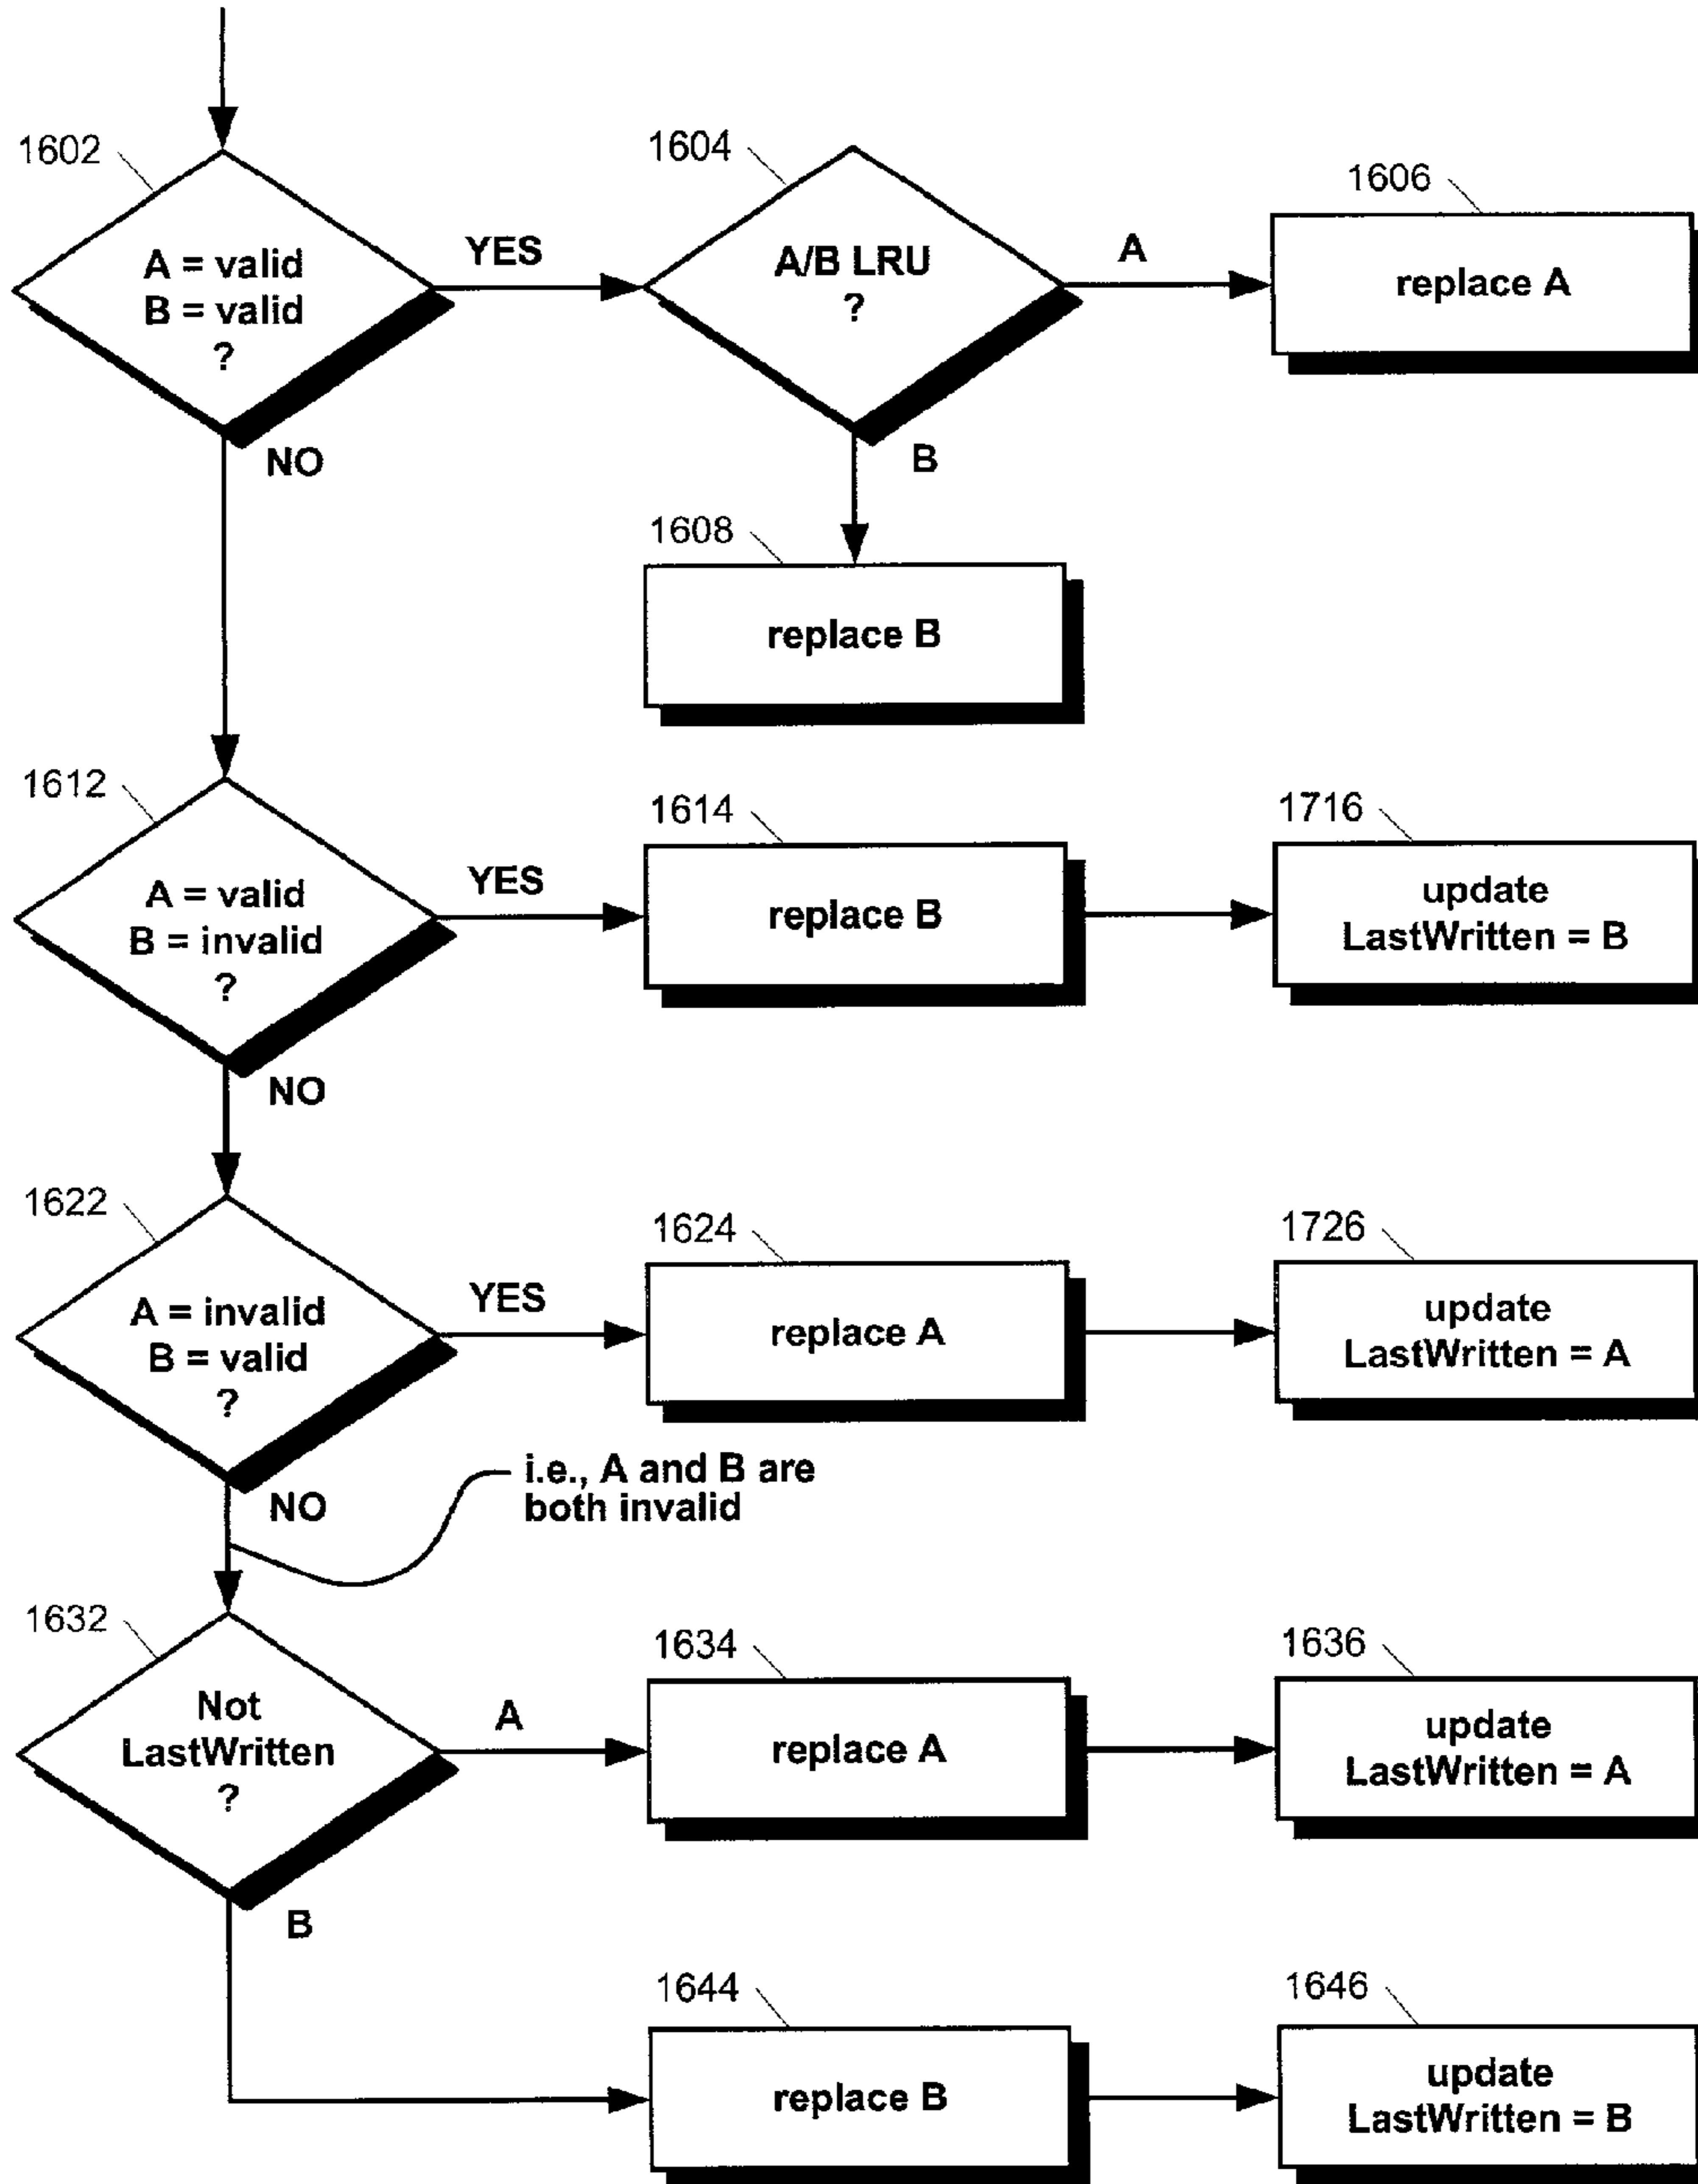 1602
A = valid
B = valid
?
YES
NO
1604
A/B LRU
?
A
B
1606
replace A
1608
replace B
1612
A = valid
B = invalid
?
YES
NO
1614
replace B
1716
update
LastWritten = B
1622
A = invalid
B = valid
?
YES
NO
1624
replace A
1726
update
LastWritten = A
i.e., A and B are
both invalid
1632
Not
LastWritten
?
A
B
1634
replace A
1636
update
LastWritten = A
1644
replace B
1646
update
LastWritten = B